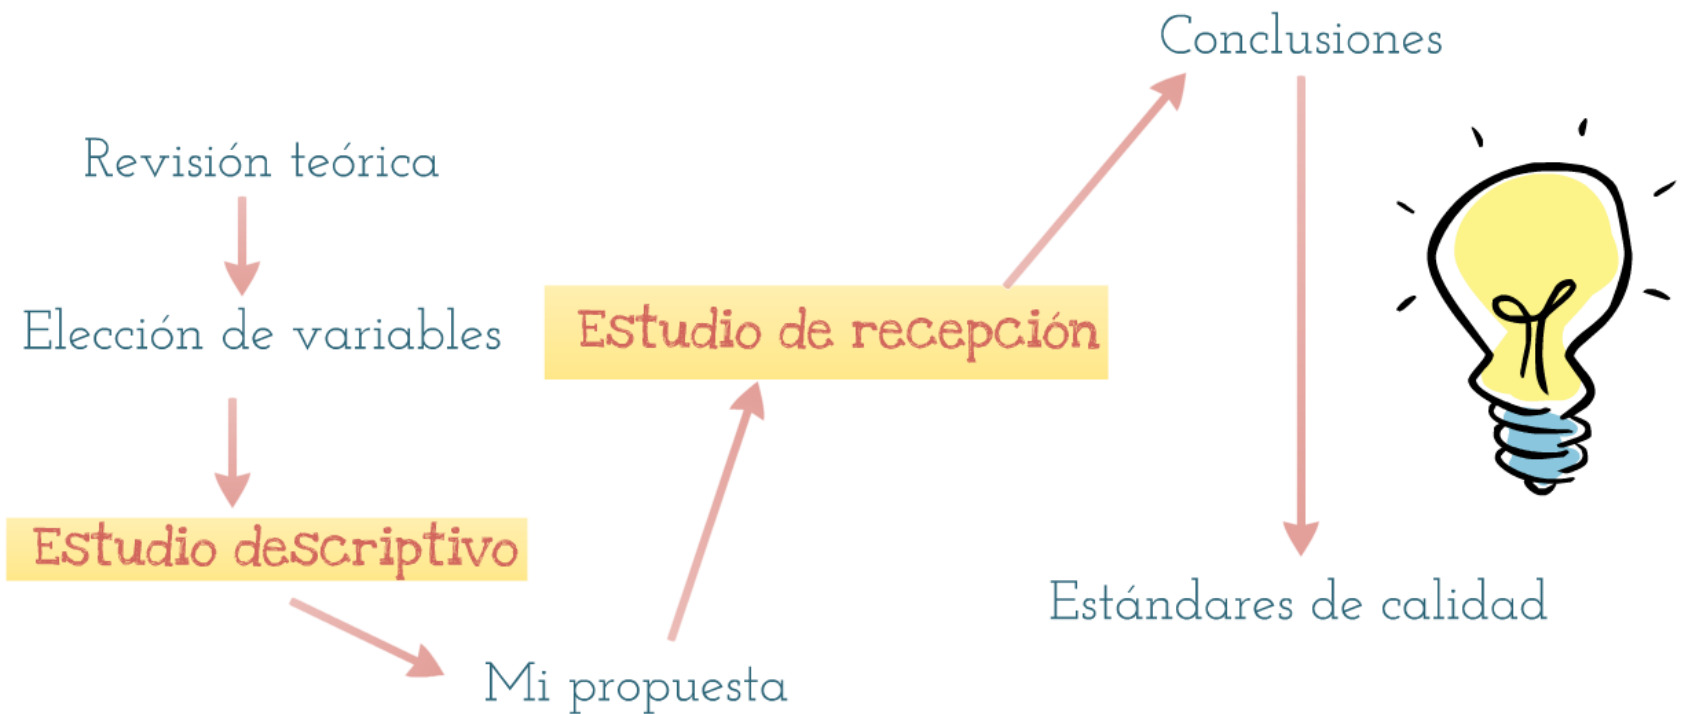 Revisión teórica
Elección de variables
Estudio descriptivo
Mi propuesta
Estudio de recepción
Conclusiones
Estándares de calidad